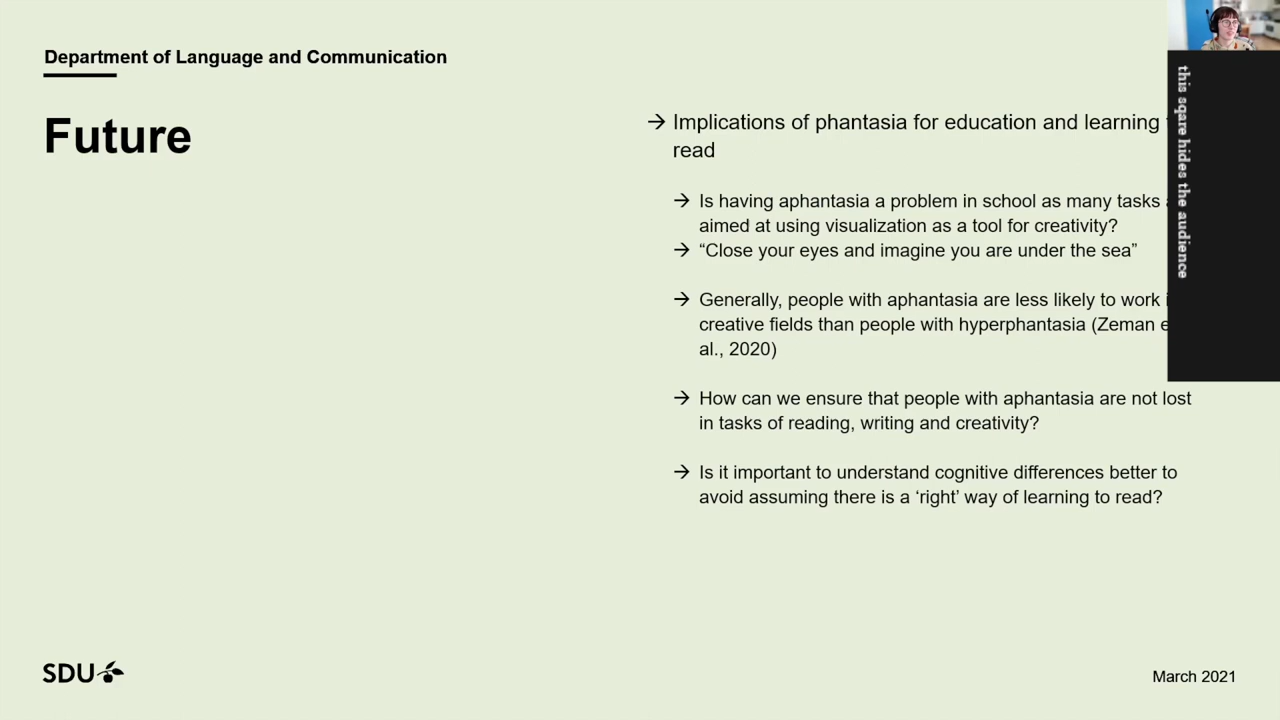 Department of Language and Communication
Future
→ Implications of phantasia for education and learning
read
→ Is having aphantasia a problem in school as many tasks
aimed at using visualization as a tool for creativity?
→ “Close your eyes and imagine you are under the sea”
→ Generally, people with aphantasia are less likely to work
creative fields than people with hyperphantasia (Zeman
al., 2020)
→ How can we ensure that people with aphantasia are not lost
in tasks of reading, writing and creativity?
→ Is it important to understand cognitive differences better to
avoid assuming there is a ‘right’ way of learning to read?
this sqare hides the audience
SDU
March 2021